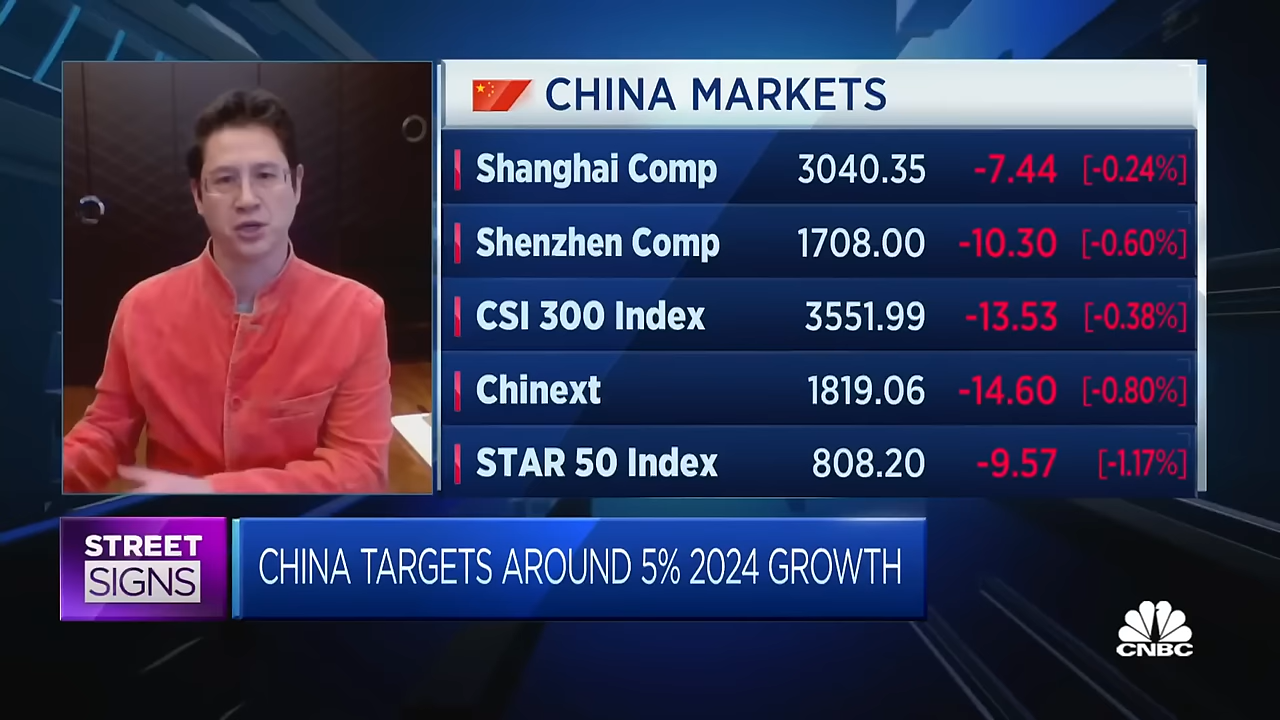 CHINA MARKETS
Shanghai Comp 3040.35 -7.44 [-0.24%]
Shenzhen Comp 1708.00 -10.30 [-0.60%]
CSI 300 Index 3551.99 -13.53 [-0.38%]
Chinext 1819.06 -14.60 [-0.80%]
STAR 50 Index 808.20 -9.57 [-1.17%]
STREET
SIGNS
CHINA TARGETS AROUND 5% 2024 GROWTH
CNBC